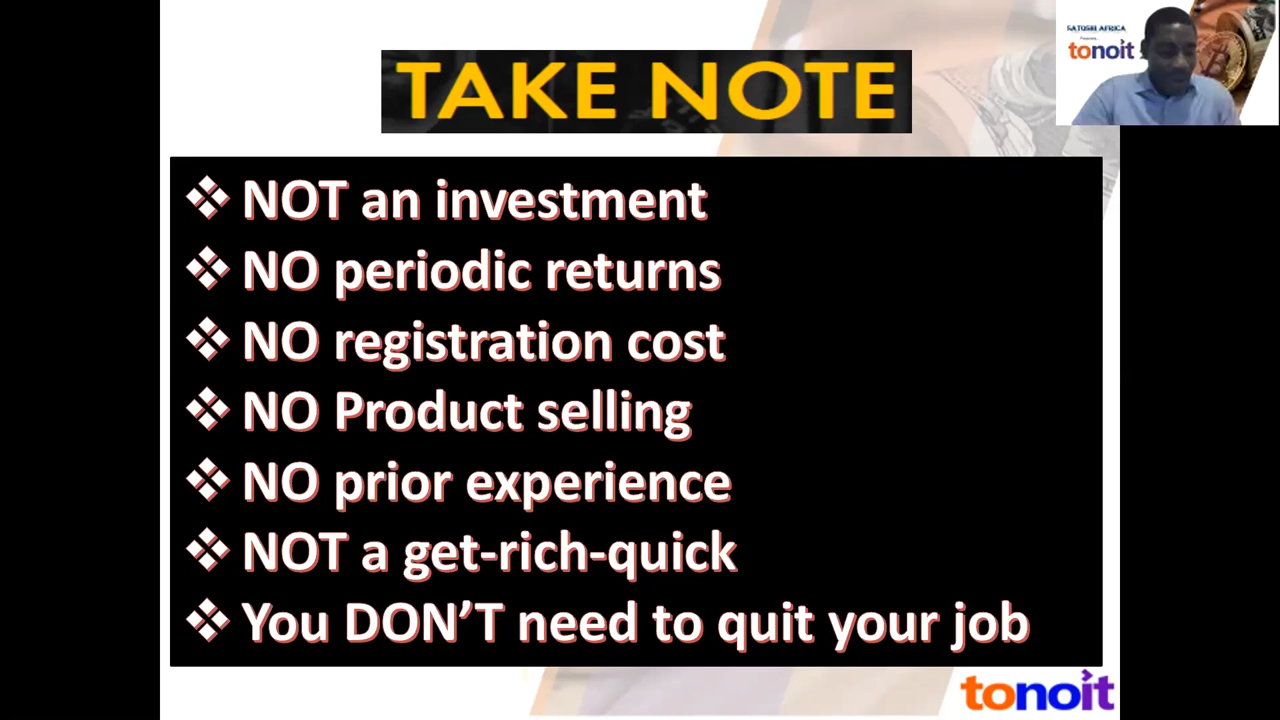 TAKE NOTE
SATOSHI AFRICA
Presents...
tonoit
❖ NOT an investment
❖ NO periodic returns
❖ NO registration cost
❖ NO Product selling
❖ NO prior experience
❖ NOT a get-rich-quick
❖ You DON’T need to quit your job
tonoit